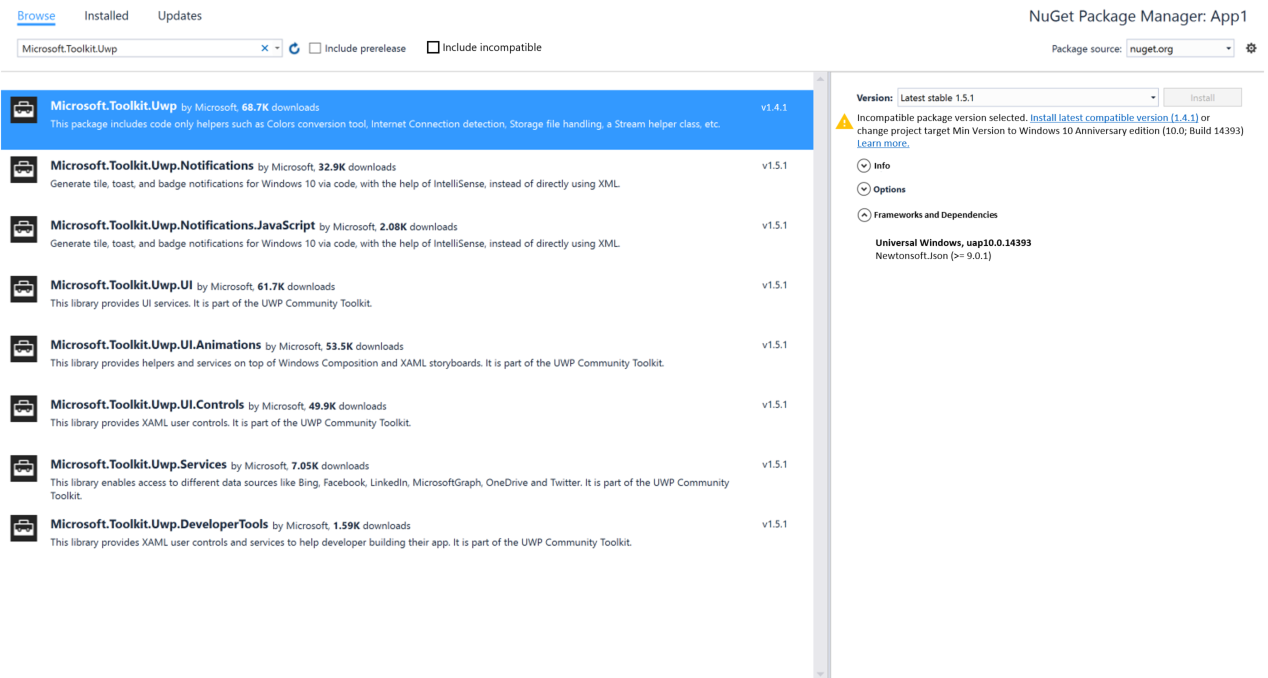 Browse Installed Updates NuGet Package Manager: App1
Microsoft.Toolkit.Uwp Include prerelease Include incompatible Package source: nuget.org
Microsoft.Toolkit.Uwp by Microsoft, 68.7K downloads v1.4.1
This package includes code only helpers such as Colors conversion tool, Internet Connection detection, Storage file handling, a Stream helper class, etc.
Microsoft.Toolkit.Uwp.Notifications by Microsoft, 32.9K downloads v1.5.1
Generate tile, toast, and badge notifications for Windows 10 via code, with the help of IntelliSense, instead of directly using XML.
Microsoft.Toolkit.Uwp.Notifications.JavaScript by Microsoft, 2.08K downloads v1.5.1
Generate tile, toast, and badge notifications for Windows 10 via code, with the help of IntelliSense, instead of directly using XML.
Microsoft.Toolkit.Uwp.UI by Microsoft, 61.7K downloads v1.5.1
This library provides UI services. It is part of the UWP Community Toolkit.
Microsoft.Toolkit.Uwp.UI.Animations by Microsoft, 53.5K downloads v1.5.1
This library provides helpers and services on top of Windows Composition and XAML storyboards. It is part of the UWP Community Toolkit.
Microsoft.Toolkit.Uwp.UI.Controls by Microsoft, 49.9K downloads v1.5.1
This library provides XAML user controls. It is part of the UWP Community Toolkit.
Microsoft.Toolkit.Uwp.Services by Microsoft, 7.05K downloads v1.5.1
This library enables access to different data sources like Bing, Facebook, LinkedIn, MicrosoftGraph, OneDrive and Twitter. It is part of the UWP Community
Toolkit.
Microsoft.Toolkit.Uwp.DeveloperTools by Microsoft, 1.59K downloads v1.5.1
This library provides XAML user controls and services to help developer building their app. It is part of the UWP Community Toolkit.
Version: Latest stable 1.5.1 Install
Incompatible package version selected. Install latest compatible version (1.4.1) or
change project target Min Version to Windows 10 Anniversary edition (10.0; Build 14393)
Learn more.
Info
Options
Frameworks and Dependencies
Universal Windows, uap10.0.14393
Newtonsoft.Json (>= 9.0.1)